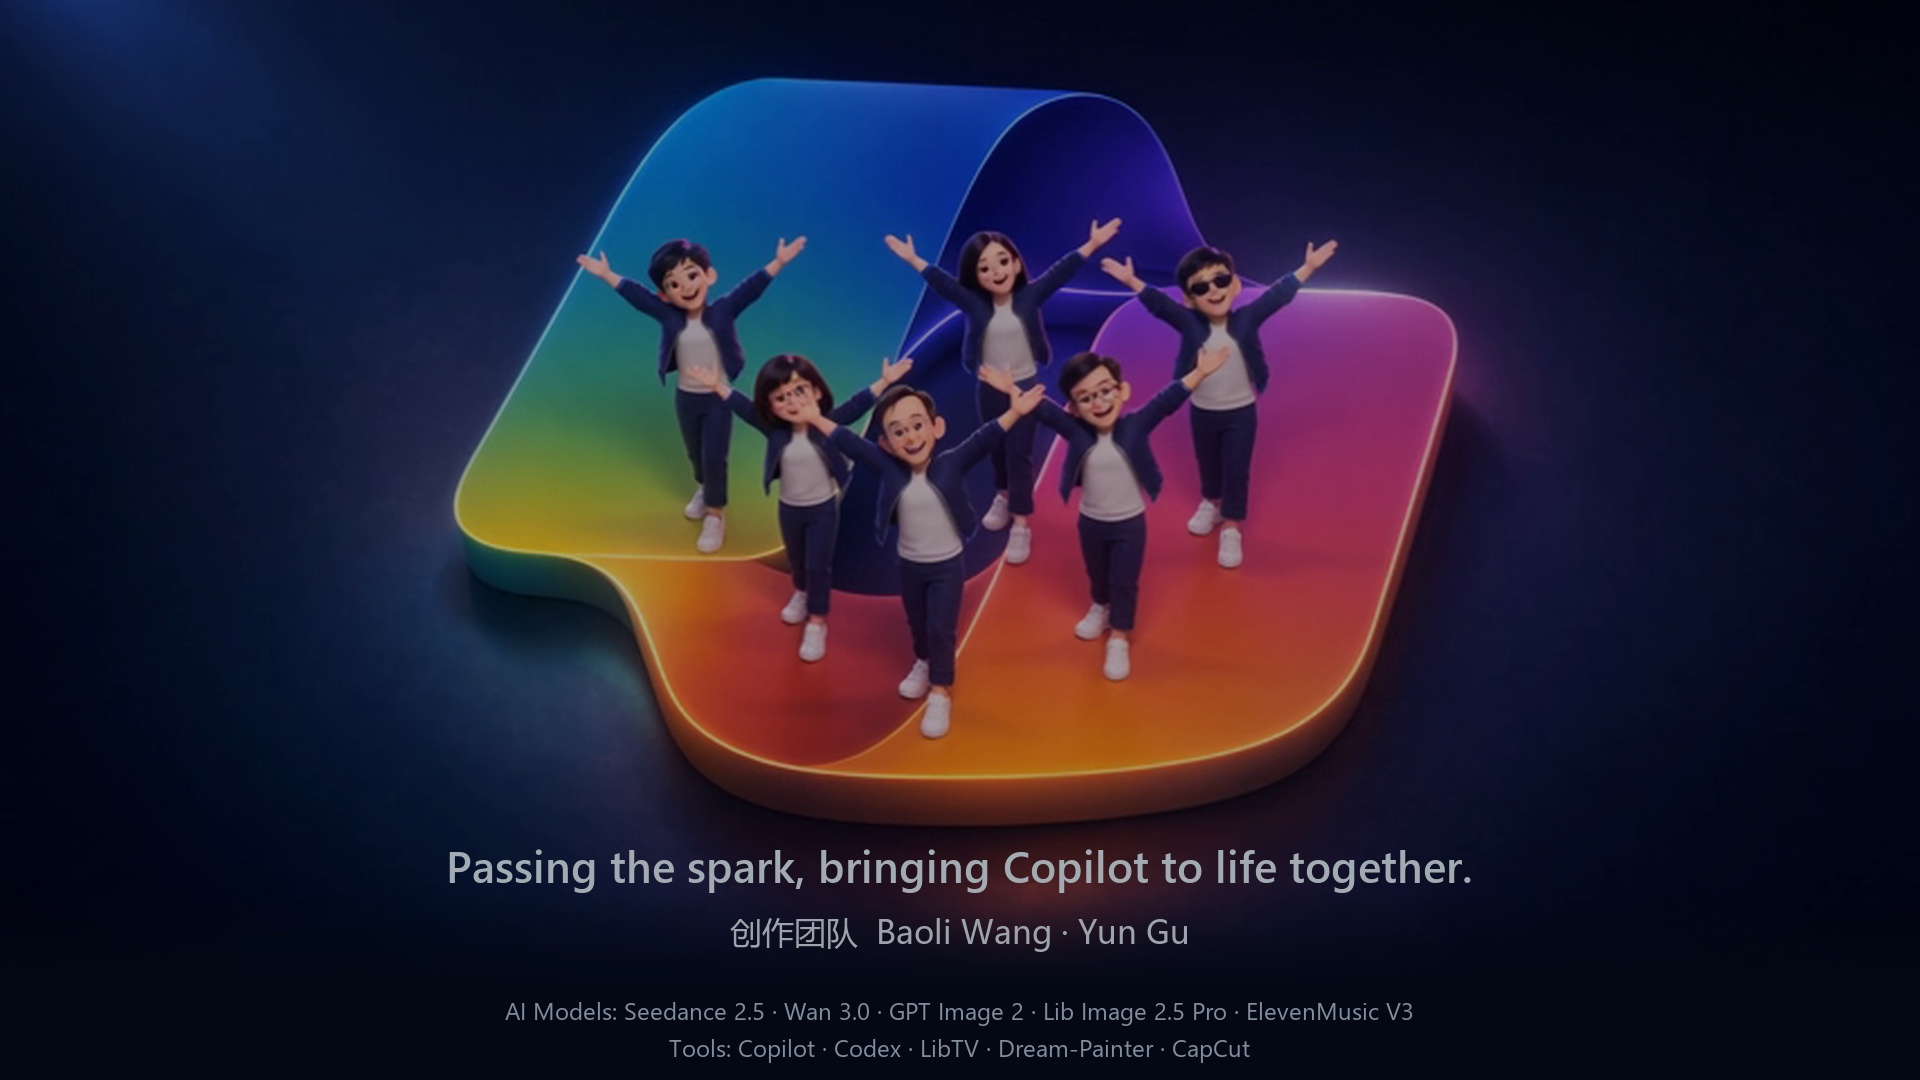 Passing the spark, bringing Copilot to life together.
创作团队 Baoli Wang · Yun Gu
AI Models: Seedance 2.5 · Wan 3.0 · GPT Image 2 · Lib Image 2.5 Pro · ElevenMusic V3
Tools: Copilot · Codex · LibTV · Dream-Painter · CapCut